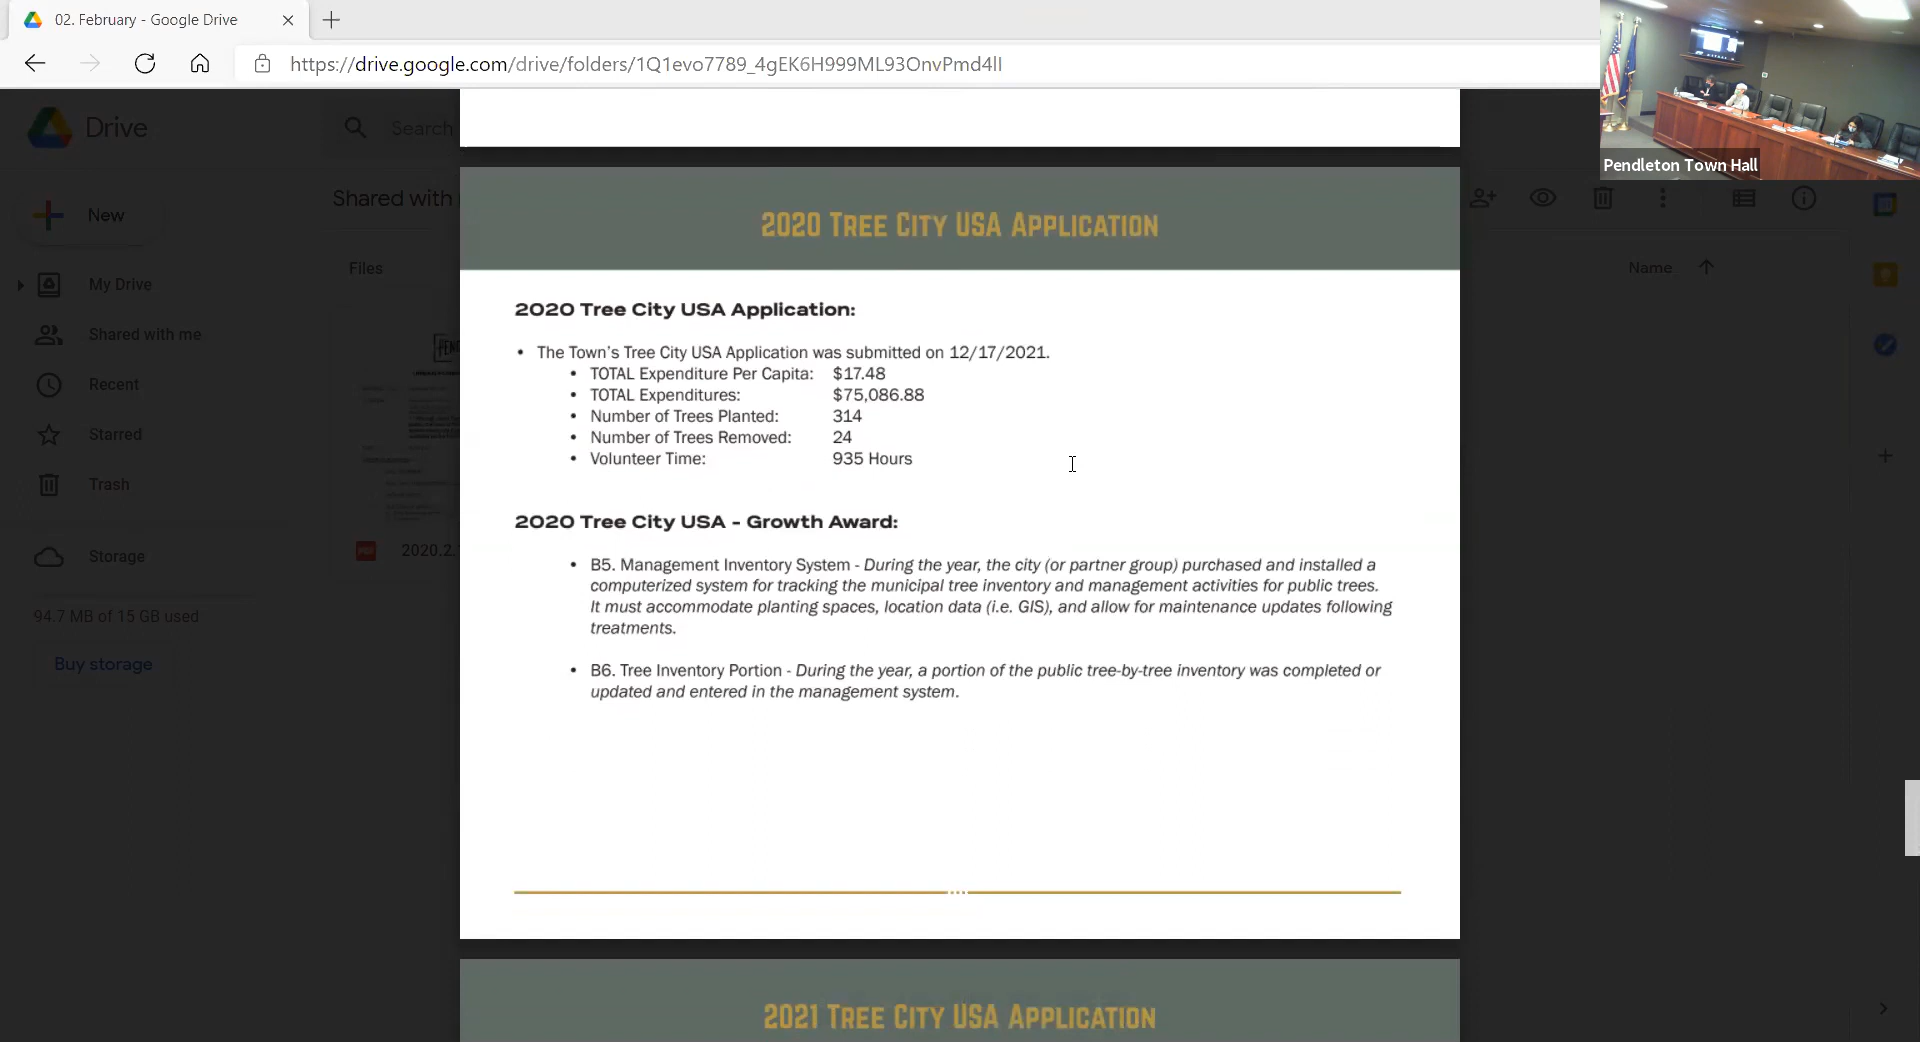 02. February - Google Drive
https://drive.google.com/drive/folders/1Q1evo7789_4gEK6H999ML93OnvPmd4lI
Pendleton Town Hall
Drive
Search
New
Shared with
My Drive
Shared with me
Recent
Starred
Trash
Storage
94.7 MB of 15 GB used
Buy storage
Files
Name
PDF
2020.2.
2020 Tree City USA Application
2020 Tree City USA Application:
• The Town's Tree City USA Application was submitted on 12/17/2021.
• TOTAL Expenditure Per Capita: $17.48
• TOTAL Expenditures: $75,086.88
• Number of Trees Planted: 314
• Number of Trees Removed: 24
• Volunteer Time: 935 Hours
2020 Tree City USA - Growth Award:
• B5. Management Inventory System - During the year, the city (or partner group) purchased and installed a
computerized system for tracking the municipal tree inventory and management activities for public trees.
It must accommodate planting spaces, location data (i.e. GIS), and allow for maintenance updates following
treatments.
• B6. Tree Inventory Portion - During the year, a portion of the public tree-by-tree inventory was completed or
updated and entered in the management system.
2021 Tree City USA Application